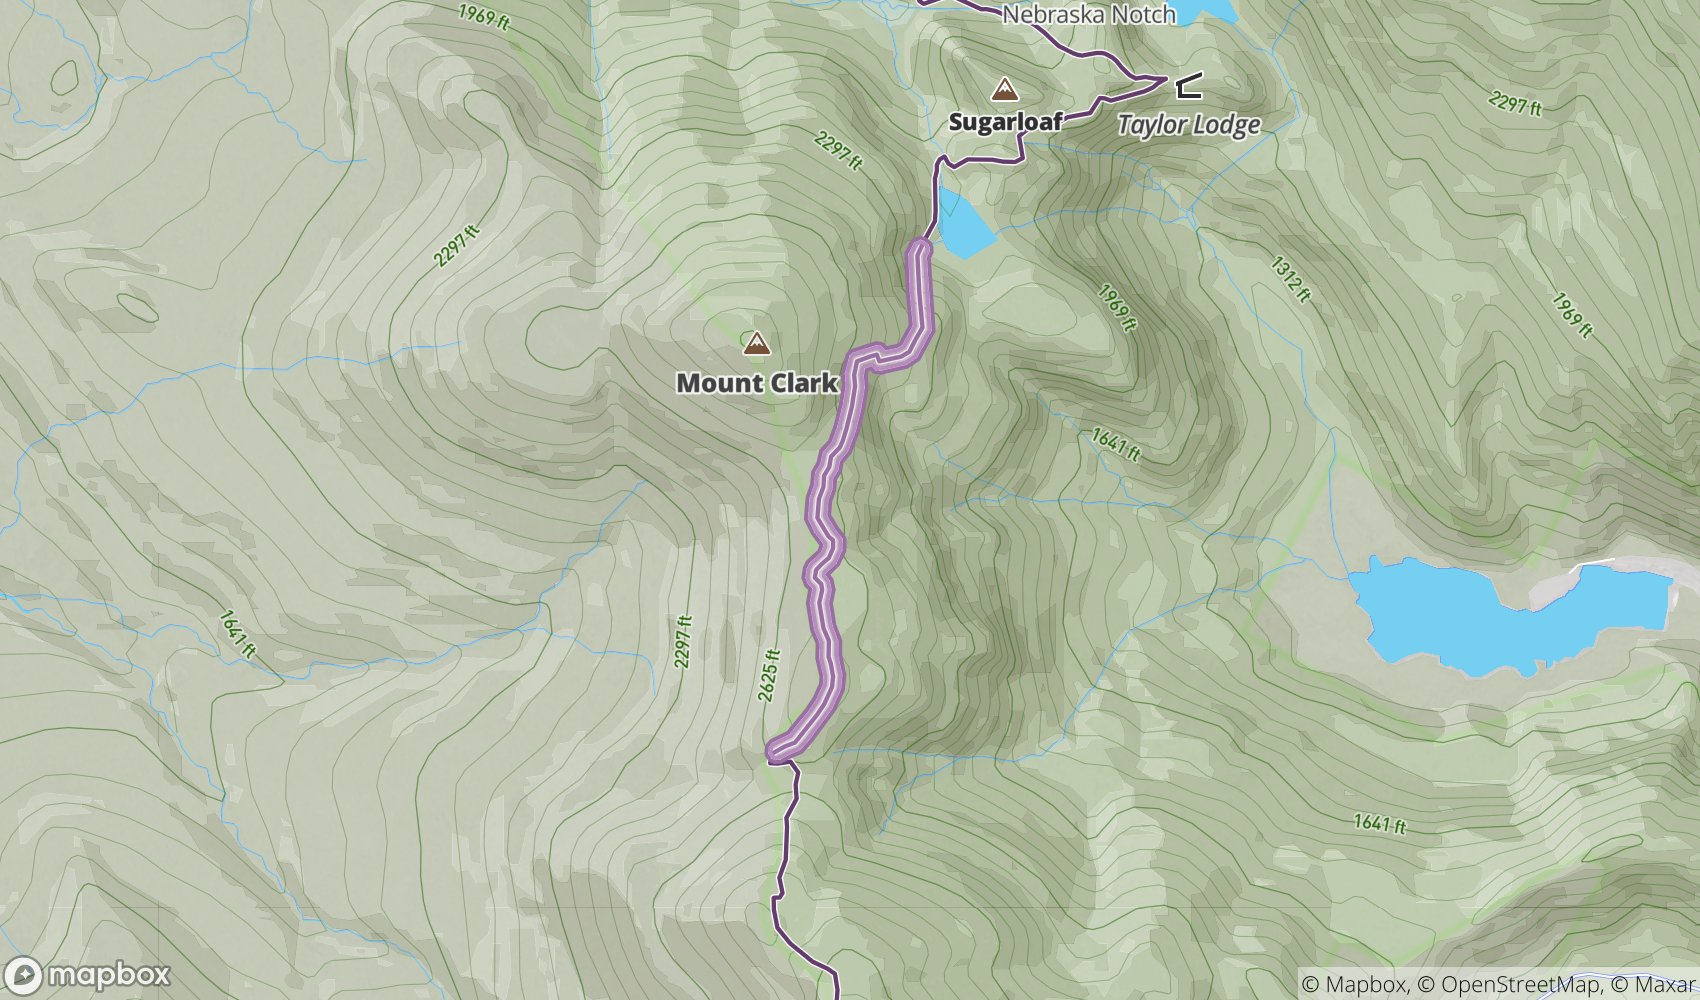 1969 ft
Nebraska Notch
2297 ft
Sugarloaf
Taylor Lodge
2297 ft
2297 ft
1312 ft
1969 ft
1969 ft
Mount Clark
1641 ft
1641 ft
2297 ft
2625 ft
1641 ft
mapbox
© Mapbox, © OpenStreetMap, © Maxar